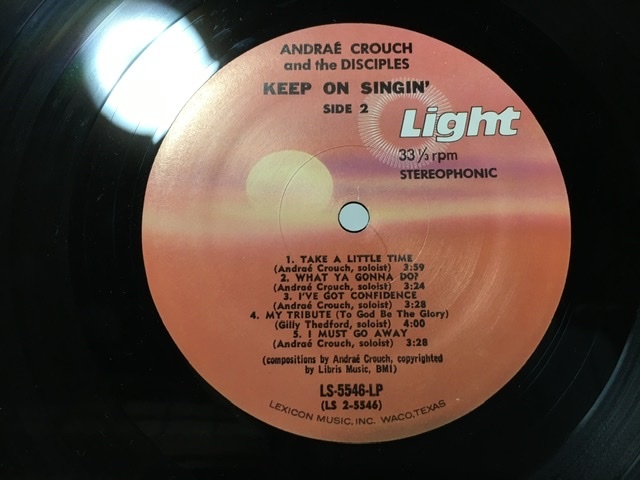 ANDRAÉ CROUCH
and the DISCIPLES
KEEP ON SINGIN'
SIDE 2
Light
33 1/3 rpm
STEREOPHONIC
1. TAKE A LITTLE TIME
(Andraé Crouch, soloist) 3:59
2. WHAT YA GONNA DO?
(Andraé Crouch, soloist) 3:24
3. I'VE GOT CONFIDENCE
(Andraé Crouch, soloist) 3:28
4. MY TRIBUTE (To God Be The Glory)
(Gilly Thedford, soloist) 4:00
5. I MUST GO AWAY
(Andraé Crouch, soloist) 3:28
(compositions by Andraé Crouch, copyrighted
by Libris Music, BMI)
LS-5546-LP
(LS 2-5546)
LEXICON MUSIC, INC. WACO, TEXAS